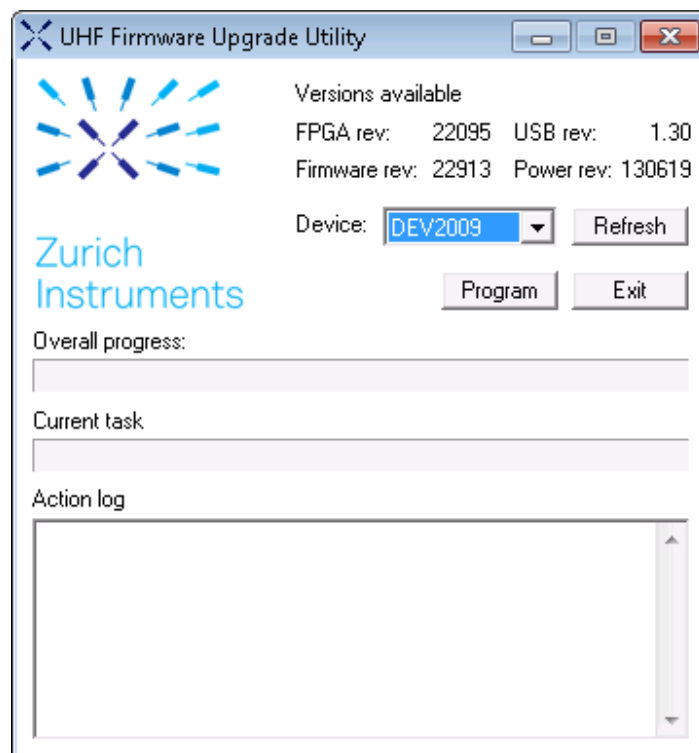 UHF Firmware Upgrade Utility
Versions available
FPGA rev: 22095 USB rev: 1.30
Firmware rev: 22913 Power rev: 130619
Device: DEV2009 Refresh
Zurich
Instruments
Program Exit
Overall progress:
Current task
Action log